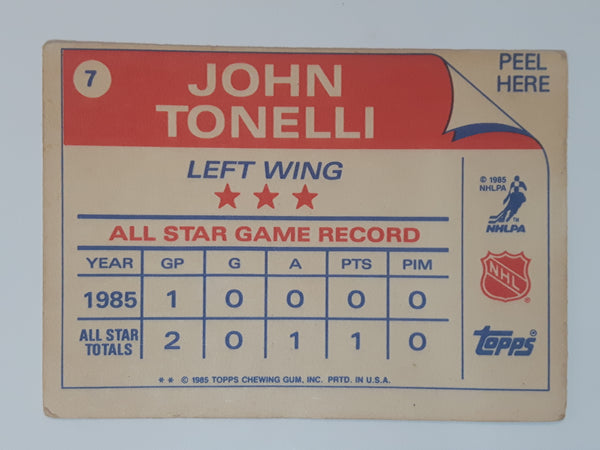 7
JOHN
TONELLI
PEEL
HERE
LEFT WING
★ ★ ★
ALL STAR GAME RECORD
YEAR GP G A PTS PIM
1985 1 0 0 0 0
ALL STAR
TOTALS 2 0 1 1 0
* * © 1985 TOPPS CHEWING GUM, INC. PRTD. IN U.S.A.
© 1985
NHLPA
TM
NHLPA
NHL
topps®